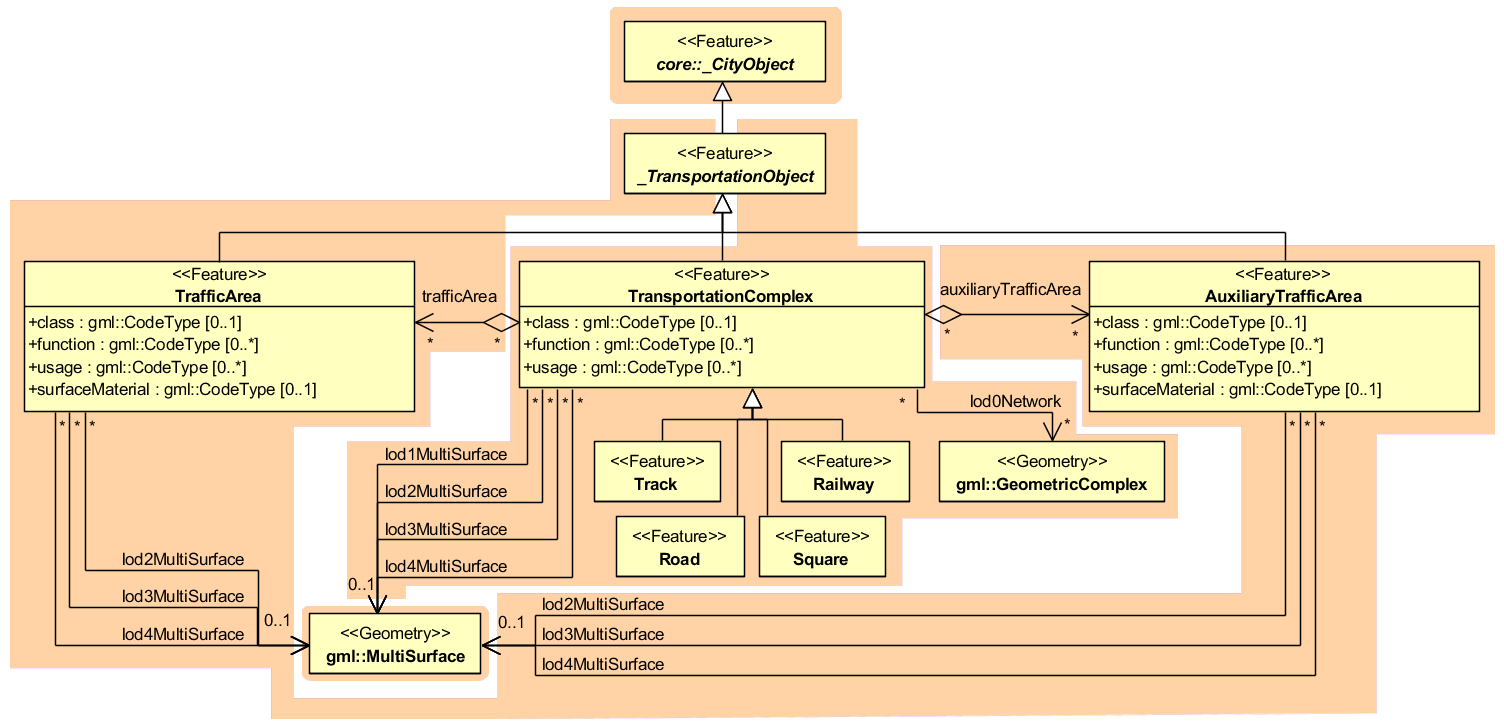 <<Feature>>
core::_CityObject
<<Feature>>
_TransportationObject
<<Feature>>
TrafficArea
+class : gml::CodeType [0..1]
+function : gml::CodeType [0..*]
+usage : gml::CodeType [0..*]
+surfaceMaterial : gml::CodeType [0..1]
trafficArea
*
*
<<Feature>>
TransportationComplex
+class : gml::CodeType [0..1]
+function : gml::CodeType [0..*]
+usage : gml::CodeType [0..*]
auxiliaryTrafficArea
*
*
<<Feature>>
AuxiliaryTrafficArea
+class : gml::CodeType [0..1]
+function : gml::CodeType [0..*]
+usage : gml::CodeType [0..*]
+surfaceMaterial : gml::CodeType [0..1]
* * *
* * * *
*
lod0Network
*
* * *
lod1MultiSurface
lod2MultiSurface
lod3MultiSurface
lod4MultiSurface
0..1
<<Feature>>
Track
<<Feature>>
Railway
<<Geometry>>
gml::GeometricComplex
<<Feature>>
Road
<<Feature>>
Square
lod2MultiSurface
lod3MultiSurface
lod4MultiSurface
0..1
<<Geometry>>
gml::MultiSurface
0..1
lod2MultiSurface
lod3MultiSurface
lod4MultiSurface